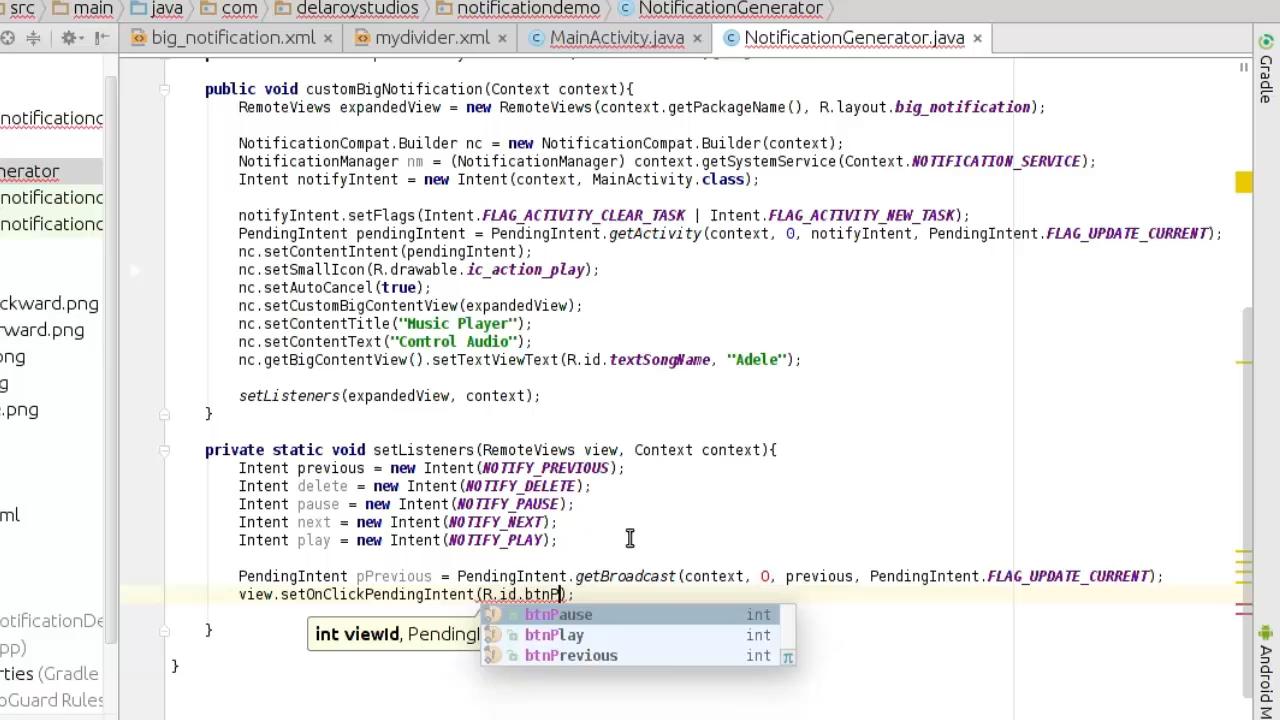 src main java com delaroystudios notificationdemo NotificationGenerator
big_notification.xml mydivider.xml MainActivity.java NotificationGenerator.java
Gradle
public void customBigNotification(Context context){
RemoteViews expandedView = new RemoteViews(context.getPackageName(), R.layout.big_notification);
notificationc
NotificationCompat.Builder nc = new NotificationCompat.Builder(context);
NotificationManager nm = (NotificationManager) context.getSystemService(Context.NOTIFICATION_SERVICE);
nerator
Intent notifyIntent = new Intent(context, MainActivity.class);
notificationc
notifyIntent.setFlags(Intent.FLAG_ACTIVITY_CLEAR_TASK | Intent.FLAG_ACTIVITY_NEW_TASK);
notificationc
PendingIntent pendingIntent = PendingIntent.getActivity(context, 0, notifyIntent, PendingIntent.FLAG_UPDATE_CURRENT);
nc.setContentIntent(pendingIntent);
nc.setSmallIcon(R.drawable.ic_action_play);
nc.setAutoCancel(true);
ckward.png
nc.setCustomBigContentView(expandedView);
nc.setContentTitle("Music Player");
rward.png
nc.setContentText("Control Audio");
ong
nc.getBigContentView().setTextViewText(R.id.textSongName, "Adele");
g
setListeners(expandedView, context);
e.png
}
private static void setListeners(RemoteViews view, Context context){
Intent previous = new Intent(NOTIFY_PREVIOUS);
Intent delete = new Intent(NOTIFY_DELETE);
Intent pause = new Intent(NOTIFY_PAUSE);
ml
Intent next = new Intent(NOTIFY_NEXT);
Intent play = new Intent(NOTIFY_PLAY);
PendingIntent pPrevious = PendingIntent.getBroadcast(context, 0, previous, PendingIntent.FLAG_UPDATE_CURRENT);
view.setOnClickPendingIntent(R.id.btnP);
btnPause int
notificationDe
}
int viewId, PendingI
btnPlay int
pp)
btnPrevious int
}
rties (Gradle
oGuard Rules
Android M